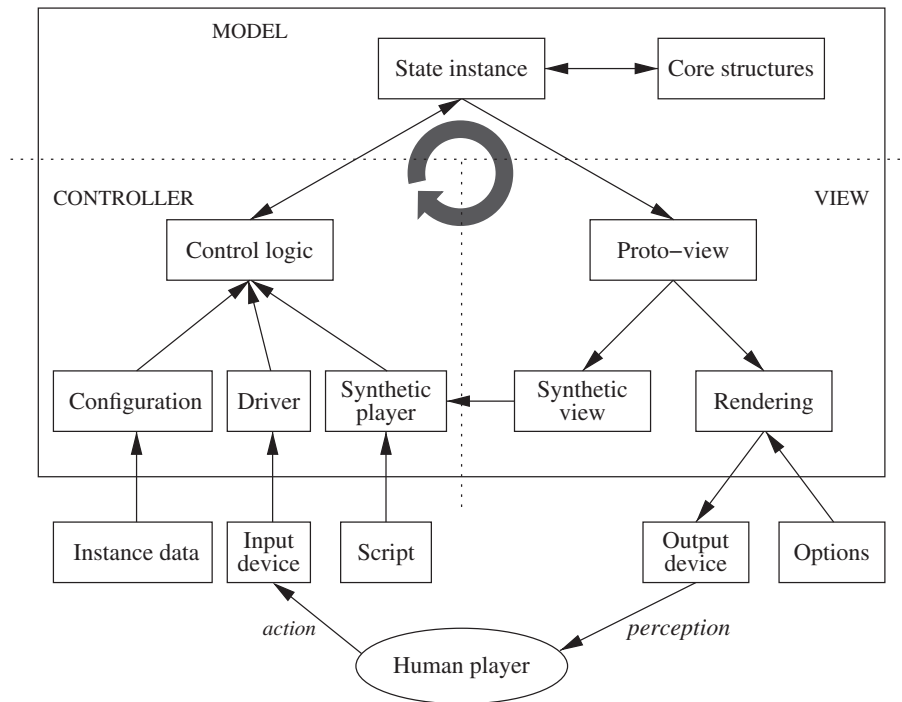 MODEL
State instance
Core structures
CONTROLLER
VIEW
Control logic
Proto−view
Configuration
Driver
Synthetic
player
Synthetic
view
Rendering
Instance data
Input
device
Script
Output
device
Options
action
perception
Human player